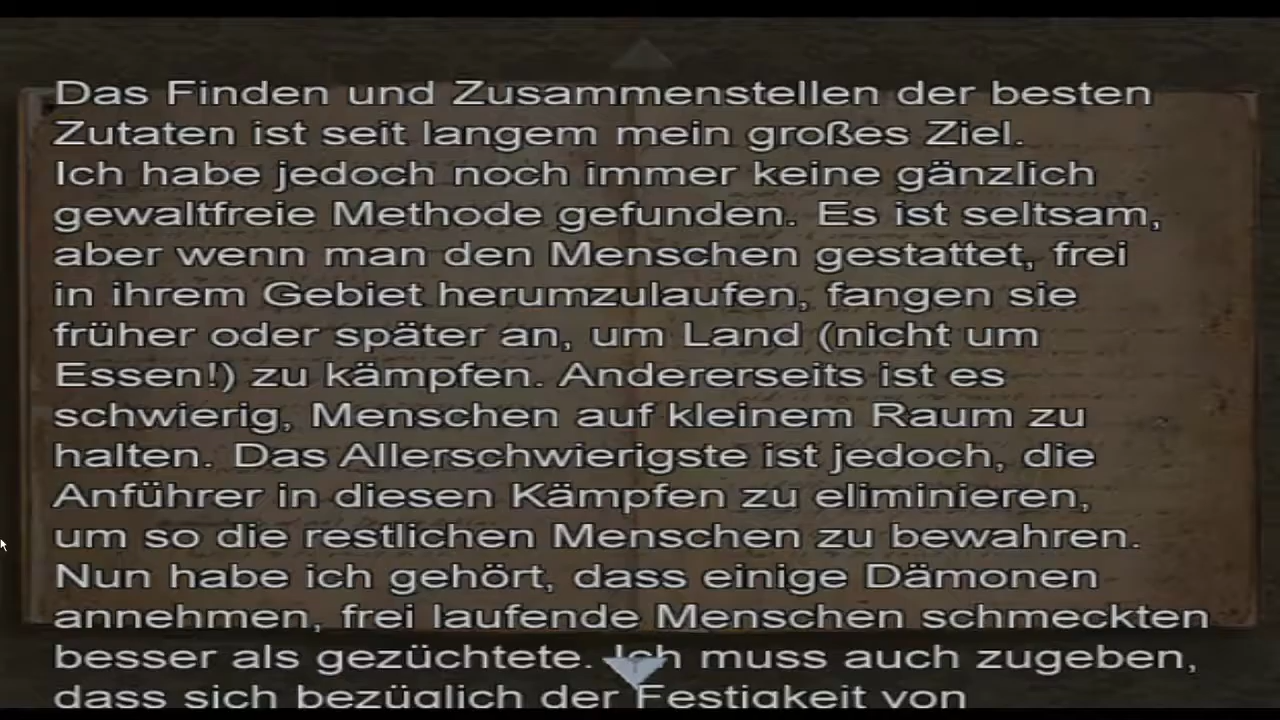 Das Finden und Zusammenstellen der besten
Zutaten ist seit langem mein großes Ziel.
Ich habe jedoch noch immer keine gänzlich
gewaltfreie Methode gefunden. Es ist seltsam,
aber wenn man den Menschen gestattet, frei
in ihrem Gebiet herumzulaufen, fangen sie
früher oder später an, um Land (nicht um
Essen!) zu kämpfen. Andererseits ist es
schwierig, Menschen auf kleinem Raum zu
halten. Das Allerschwierigste ist jedoch, die
Anführer in diesen Kämpfen zu eliminieren,
um so die restlichen Menschen zu bewahren.
Nun habe ich gehört, dass einige Dämonen
annehmen, frei laufende Menschen schmeckten
besser als gezüchtete. Ich muss auch zugeben,
dass sich bezüglich der Festigkeit von